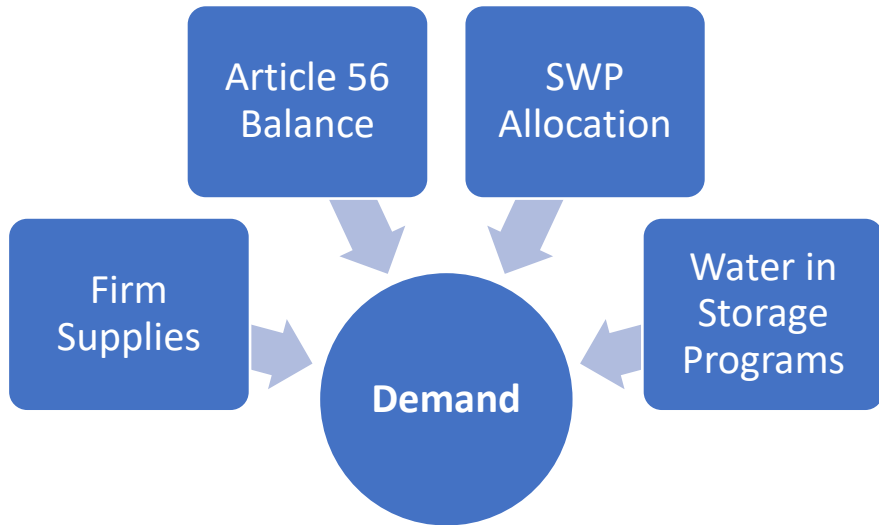 Article 56
Balance
SWP
Allocation
Firm
Supplies
Water in
Storage
Programs
Demand